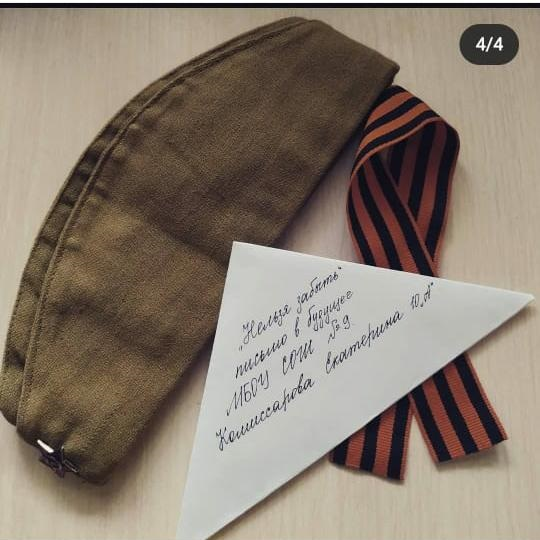 4/4
„Нельзя забыть"
письмо в будущее
МБОУ СОШ №9.
Комиссарова Екатерина 10„А"